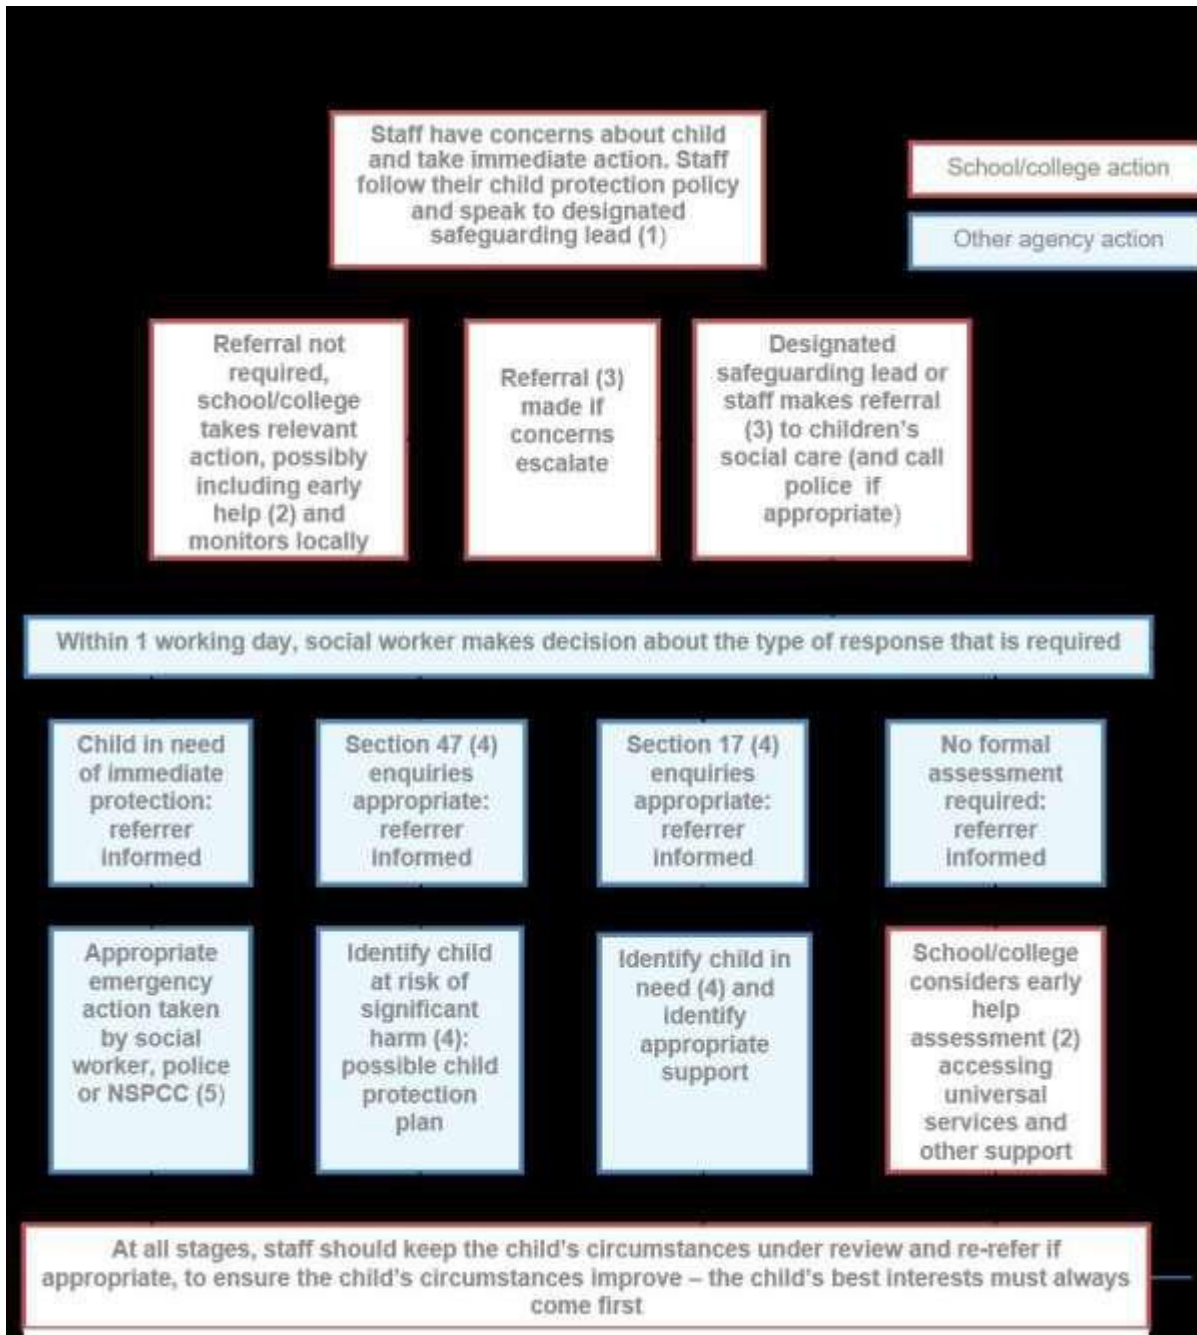 Staff have concerns about child
and take immediate action. Staff
follow their child protection policy
and speak to designated
safeguarding lead (1)
School/college action
Other agency action
Referral not
required,
school/college
takes relevant
action, possibly
including early
help (2) and
monitors locally
Referral (3)
made if
concerns
escalate
Designated
safeguarding lead or
staff makes referral
(3) to children's
social care (and call
police if
appropriate)
Within 1 working day, social worker makes decision about the type of response that is required
Child in need
of immediate
protection:
referrer
informed
Section 47 (4)
enquiries
appropriate:
referrer
informed
Section 17 (4)
enquiries
appropriate:
referrer
informed
No formal
assessment
required:
referrer
informed
Appropriate
emergency
action taken
by social
worker, police
or NSPCC (5)
Identify child
at risk of
significant
harm (4):
possible child
protection
plan
Identify child in
need (4) and
identify
appropriate
support
School/college
considers early
help
assessment (2)
accessing
universal
services and
other support
At all stages, staff should keep the child's circumstances under review and re-refer if
appropriate, to ensure the child's circumstances improve – the child's best interests must always
come first